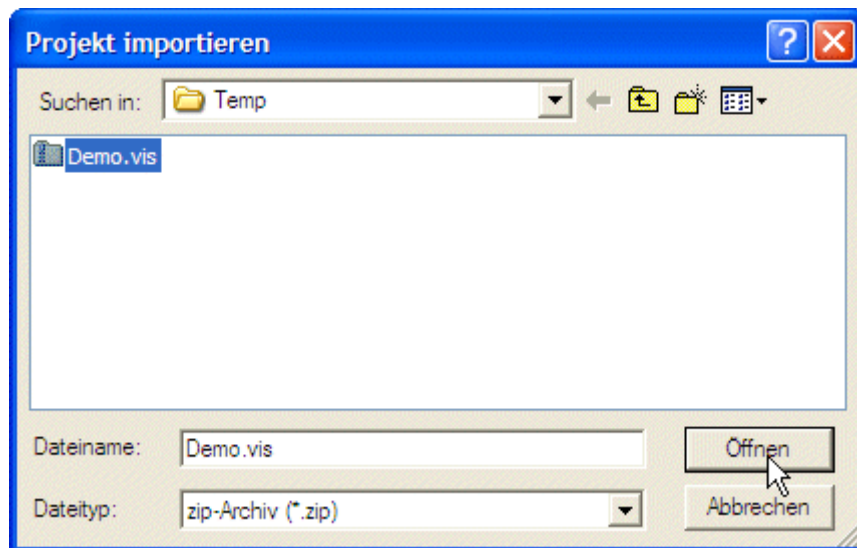 Projekt importieren
Suchen in: Temp
Demo.vis
Dateiname: Demo.vis Öffnen
Dateityp: zip-Archiv (*.zip) Abbrechen